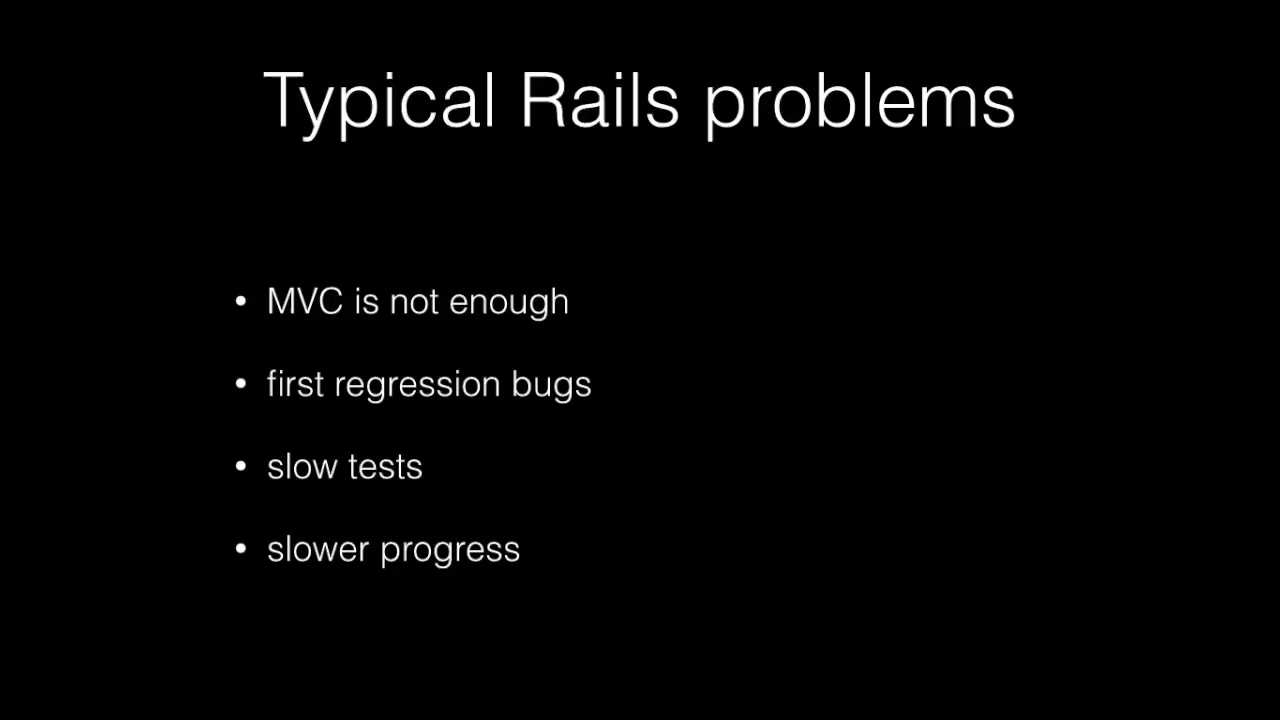 Typical Rails problems
• MVC is not enough
• first regression bugs
• slow tests
• slower progress